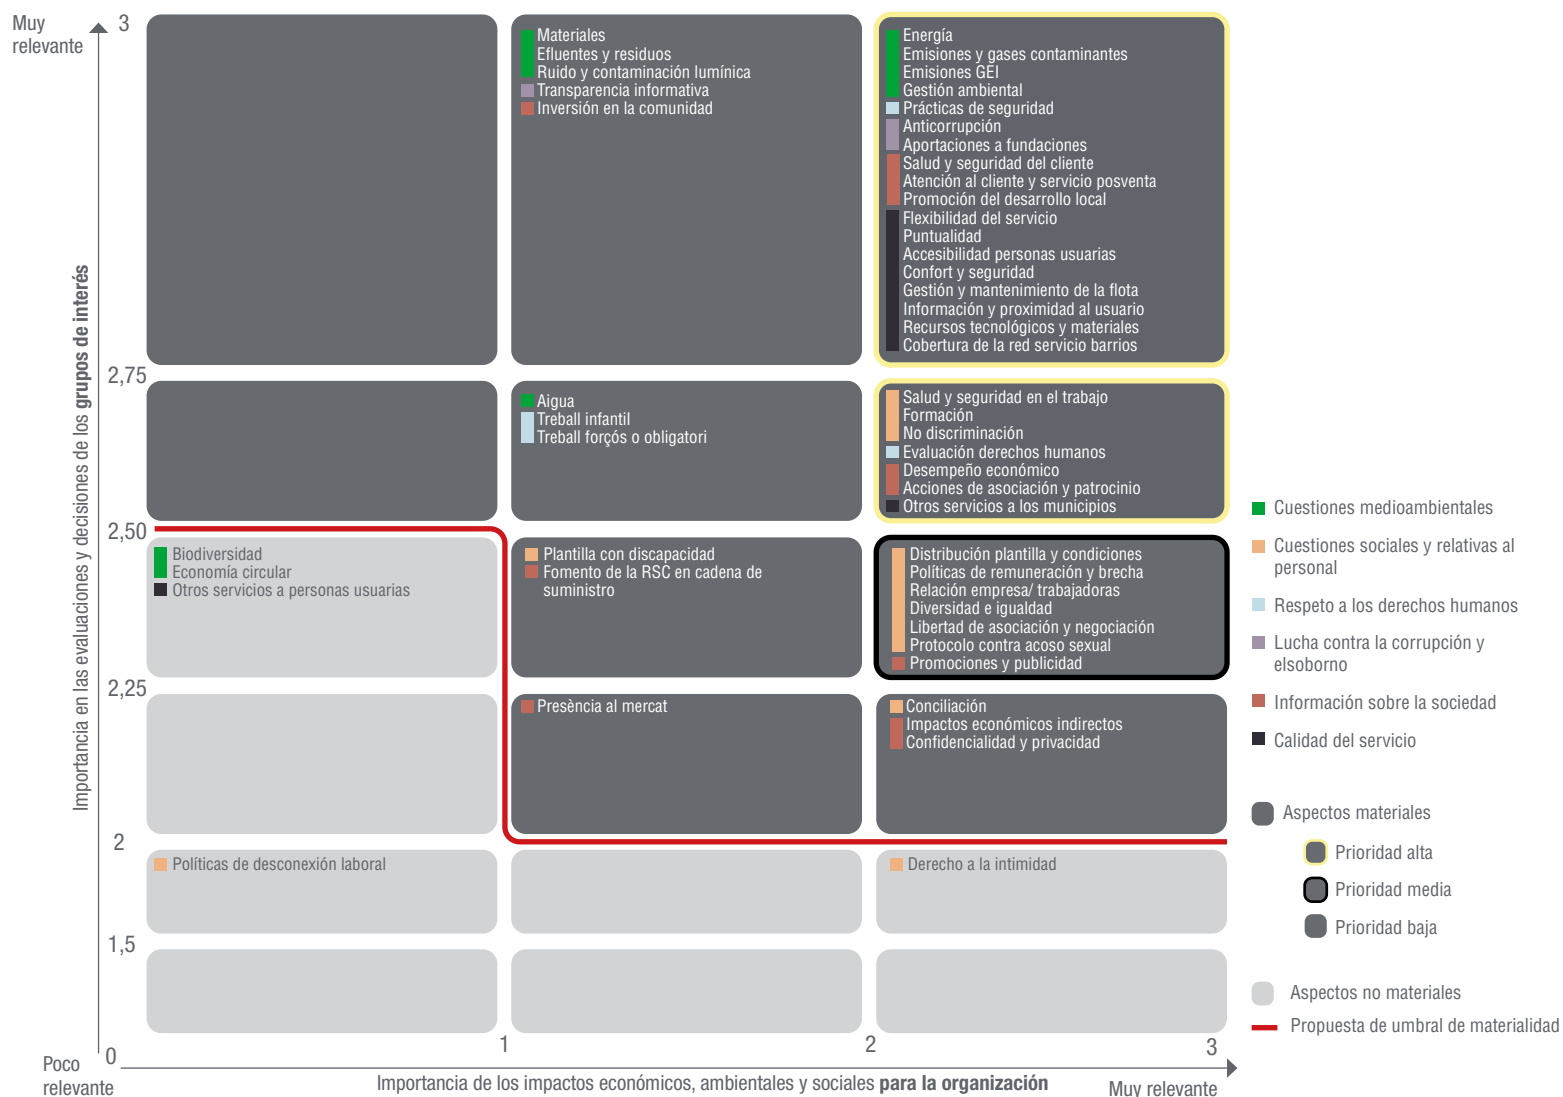 Muy
relevante
3
Materiales
Efluentes y residuos
Ruido y contaminación lumínica
Transparencia informativa
Inversión en la comunidad
Energía
Emisiones y gases contaminantes
Emisiones GEI
Gestión ambiental
Prácticas de seguridad
Anticorrupción
Aportaciones a fundaciones
Salud y seguridad del cliente
Atención al cliente y servicio posventa
Promoción del desarrollo local
Flexibilidad del servicio
Puntualidad
Accesibilidad personas usuarias
Confort y seguridad
Gestión y mantenimiento de la flota
Información y proximidad al usuario
Recursos tecnológicos y materiales
Cobertura de la red servicio barrios
2,75
Aigua
Treball infantil
Treball forçós o obligatori
Salud y seguridad en el trabajo
Formación
No discriminación
Evaluación derechos humanos
Desempeño económico
Acciones de asociación y patrocinio
Otros servicios a los municipios
2,50
Biodiversidad
Economía circular
Otros servicios a personas usuarias
Plantilla con discapacidad
Fomento de la RSC en cadena de
suministro
Distribución plantilla y condiciones
Políticas de remuneración y brecha
Relación empresa/ trabajadoras
Diversidad e igualdad
Libertad de asociación y negociación
Protocolo contra acoso sexual
Promociones y publicidad
2,25
Presència al mercat
Conciliación
Impactos económicos indirectos
Confidencialidad y privacidad
2
Políticas de desconexión laboral
Derecho a la intimidad
1,5
0
1
2
3
Poco
relevante
Importancia de los impactos económicos, ambientales y sociales para la organización
Muy relevante
Importancia en las evaluaciones y decisiones de los grupos de interés
Cuestiones medioambientales
Cuestiones sociales y relativas al
personal
Respeto a los derechos humanos
Lucha contra la corrupción y
elsoborno
Información sobre la sociedad
Calidad del servicio
Aspectos materiales
Prioridad alta
Prioridad media
Prioridad baja
Aspectos no materiales
Propuesta de umbral de materialidad